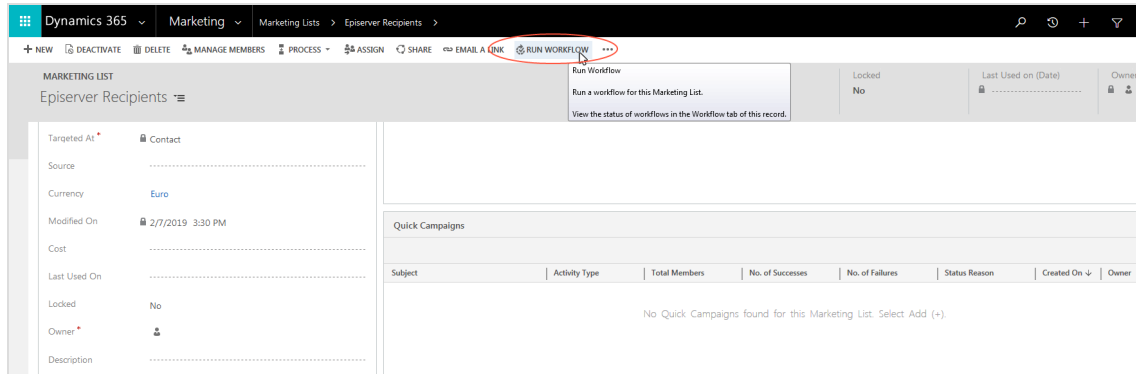 Dynamics 365 Marketing Marketing Lists > Episerver Recipients >
+ NEW DEACTIVATE DELETE MANAGE MEMBERS PROCESS ASSIGN SHARE EMAIL A LINK RUN WORKFLOW ...
MARKETING LIST
Episerver Recipients
Run Workflow
Run a workflow for this Marketing List.
View the status of workflows in the Workflow tab of this record.
Locked
No
Last Used on (Date)
Owner
Targeted At * Contact
Source
Currency Euro
Modified On 2/7/2019 3:30 PM
Cost
Last Used On
Locked No
Owner *
Description
Quick Campaigns
Subject Activity Type Total Members No. of Successes No. of Failures Status Reason Created On ↓ Owner
No Quick Campaigns found for this Marketing List. Select Add (+).